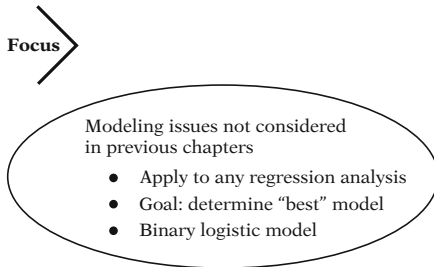 Focus
Modeling issues not considered
in previous chapters
● Apply to any regression analysis
● Goal: determine “best” model
● Binary logistic model